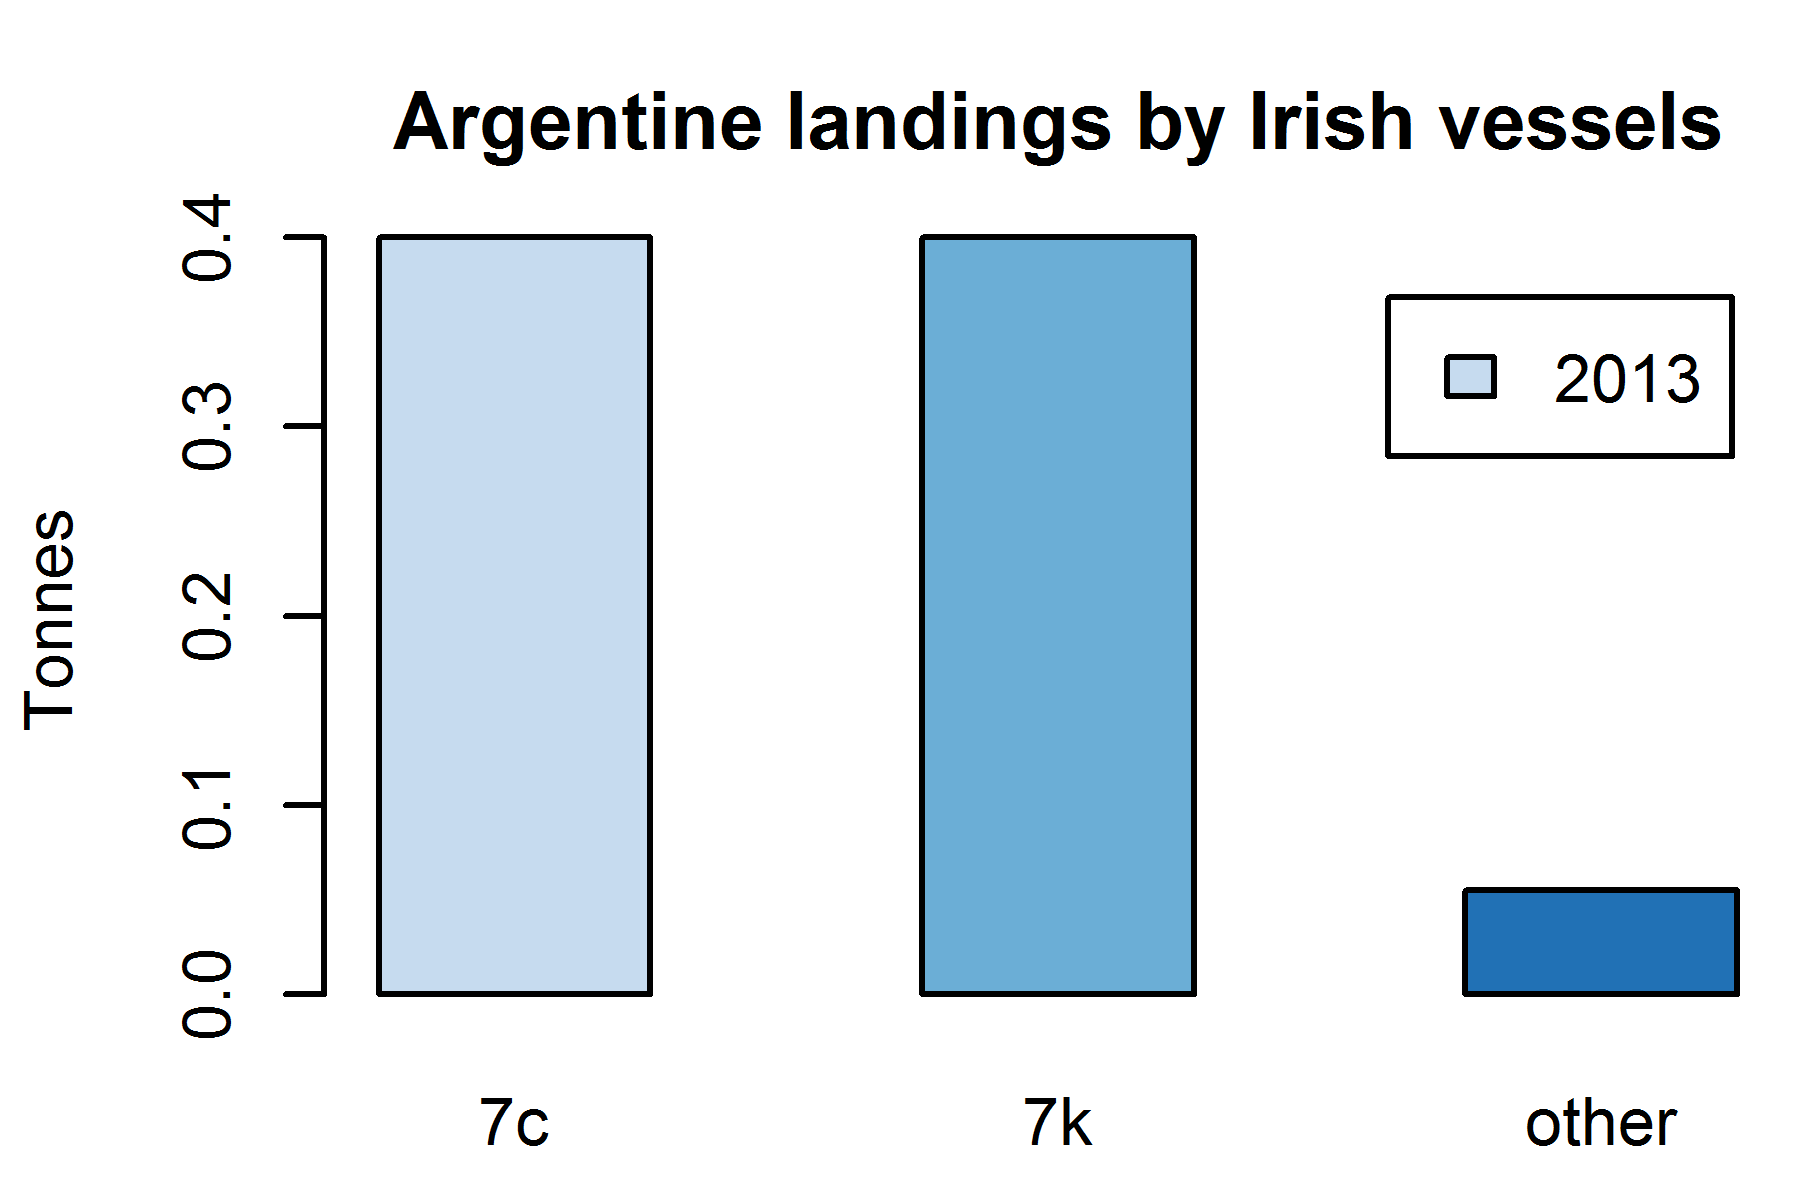 Argentine landings by Irish vessels
Tonnes
0.4
0.3
0.2
0.1
0.0
2013
7c
7k
other